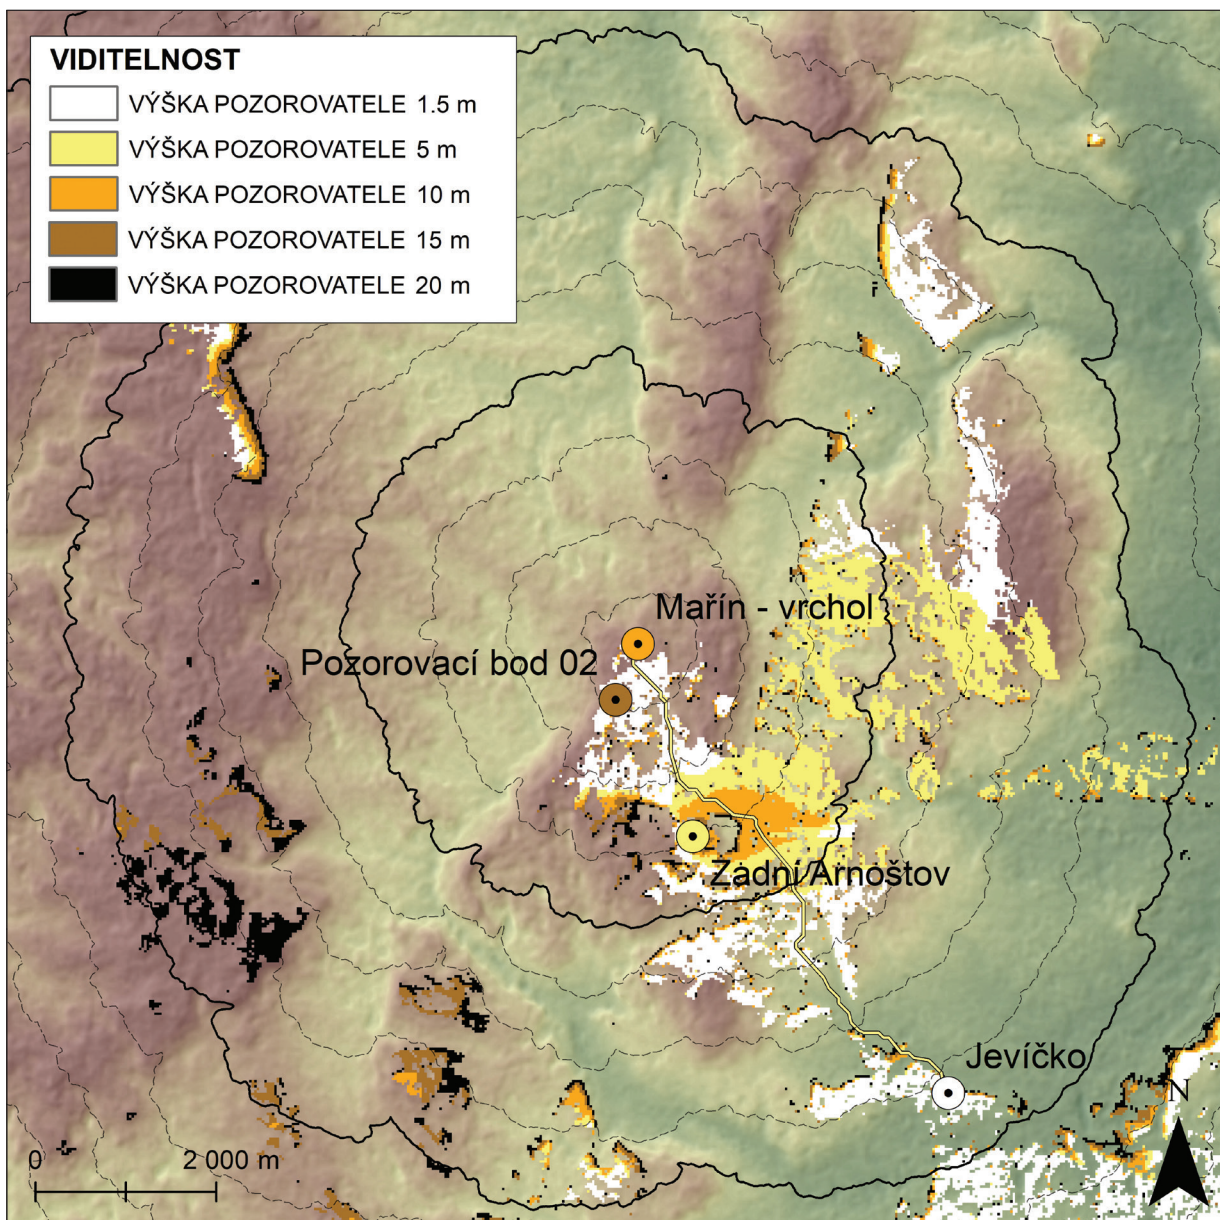 VIDITELNOST
VÝŠKA POZOROVATELE 1.5 m
VÝŠKA POZOROVATELE 5 m
VÝŠKA POZOROVATELE 10 m
VÝŠKA POZOROVATELE 15 m
VÝŠKA POZOROVATELE 20 m
Mařín - vrchol
Pozorovací bod 02
Zadní Arnoštov
Jevíčko
N
0 2 000 m